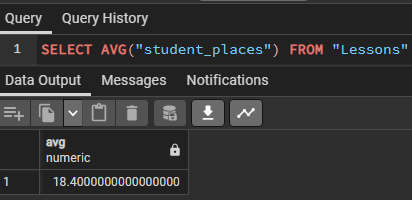 Query Query History
1 SELECT AVG("student_places") FROM "Lessons"
Data Output Messages Notifications
avg
numeric
1 18.4000000000000000